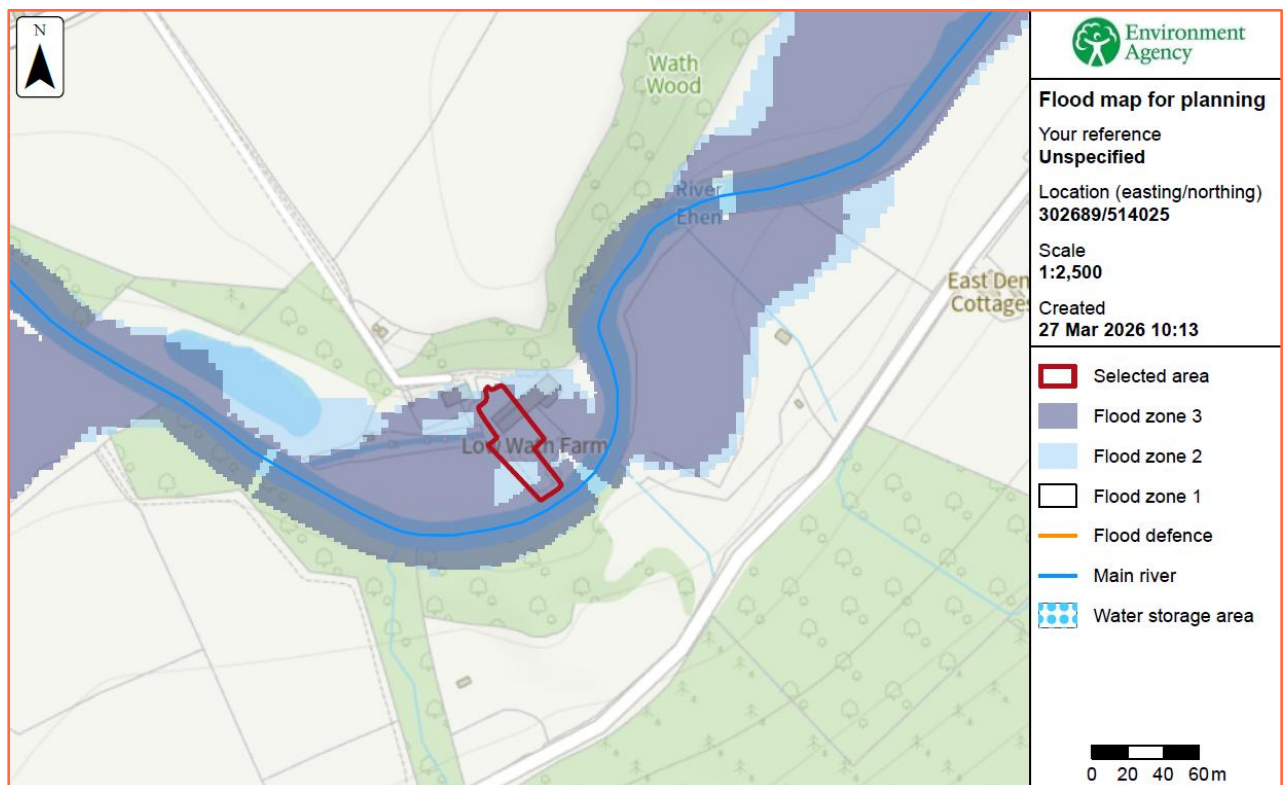 N
Wath
Wood
River
Ehen
East Den
Cottages
Low Wath Farm
Environment
Agency
Flood map for planning
Your reference
Unspecified
Location (easting/northing)
302689/514025
Scale
1:2,500
Created
27 Mar 2026 10:13
Selected area
Flood zone 3
Flood zone 2
Flood zone 1
Flood defence
Main river
Water storage area
0 20 40 60m